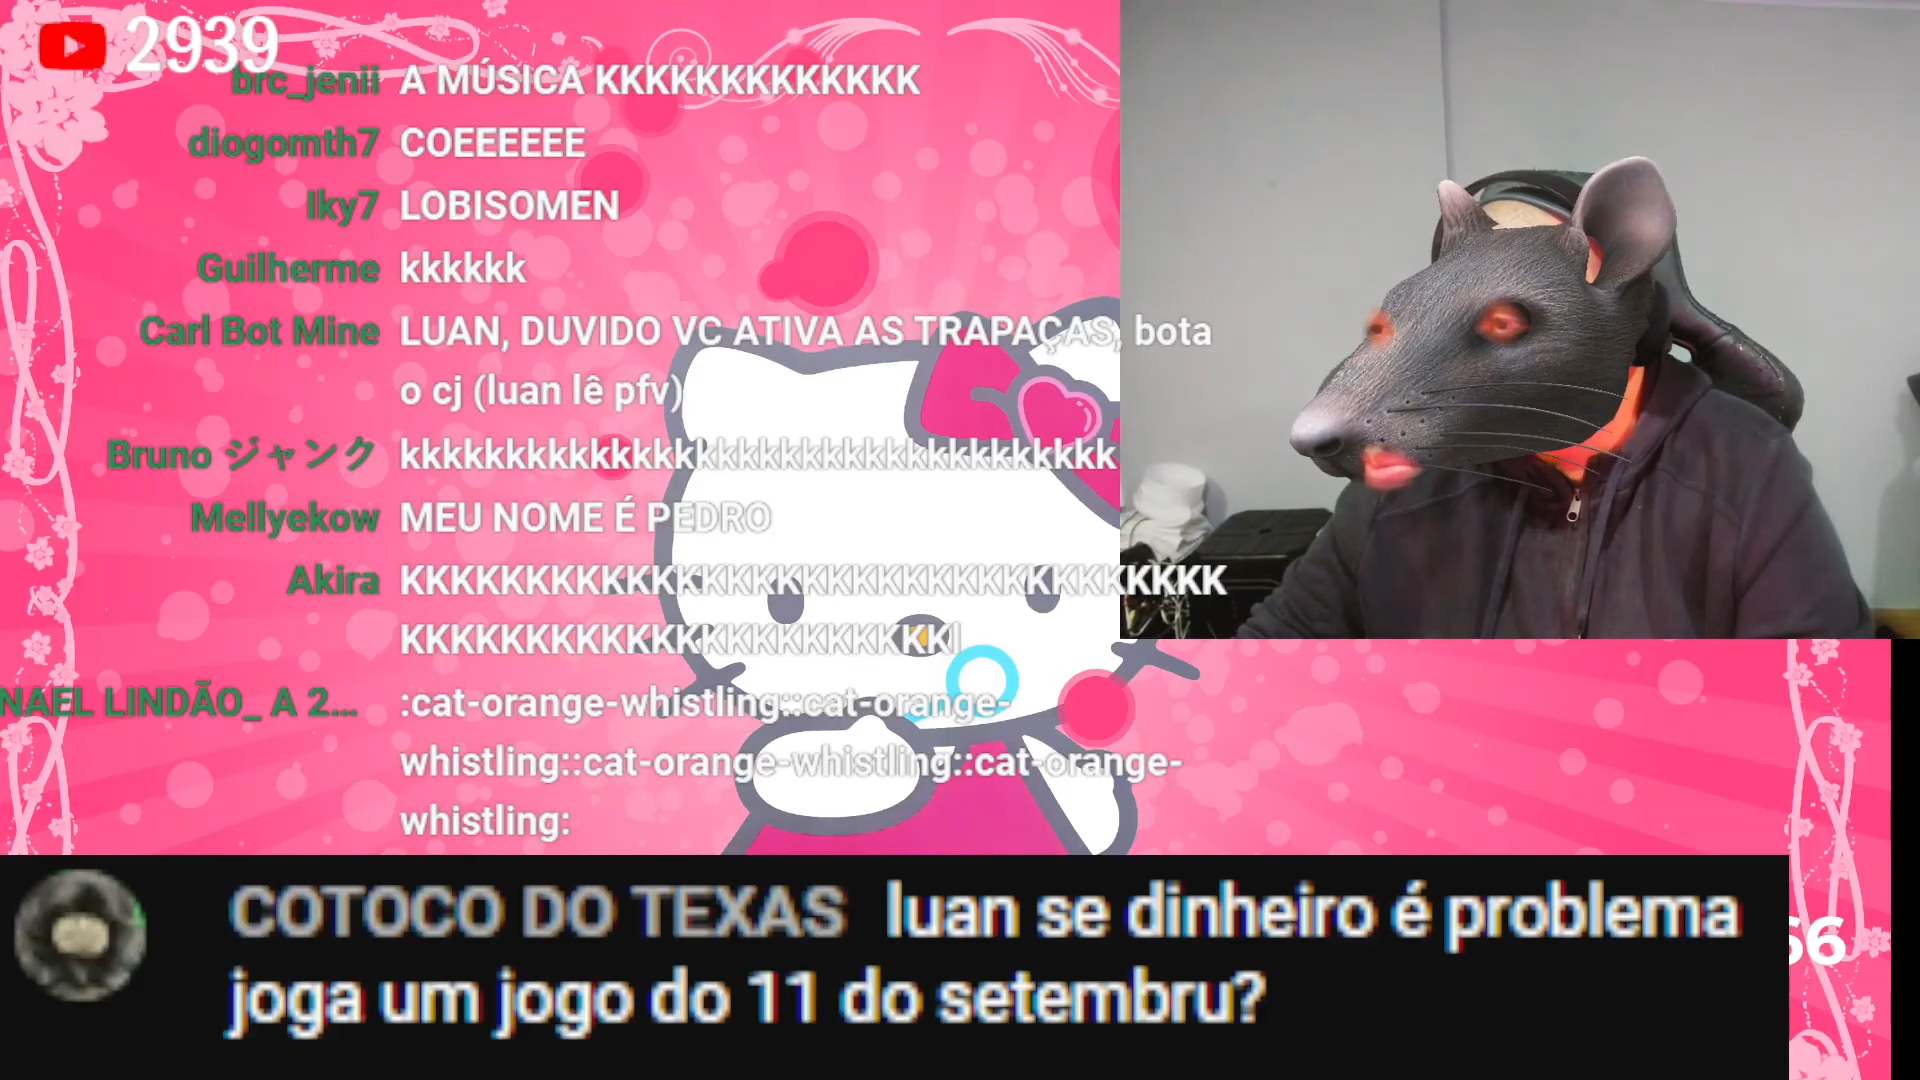 2939
brc_jenii A MÚSICA KKKKKKKKKKKKK
diogomth7 COEEEEEE
Iky7 LOBISOMEN
Guilherme kkkkkk
Carl Bot Mine LUAN, DUVIDO VC ATIVA AS TRAPAÇAS, bota
o cj (luan lê pfv)
Bruno ジャンク kkkkkkkkkkkkkkkkkkkkkkkkkkkkkkkkkk
Mellyekow MEU NOME É PEDRO
Akira KKKKKKKKKKKKKKKKKKKKKKKKKKKKKKKKK
KKKKKKKKKKKKKKKKKKKKKK
NAEL LINDÃO_ A 2... :cat-orange-whistling::cat-orange-
whistling::cat-orange-whistling::cat-orange-
whistling:
COTOCO DO TEXAS luan se dinheiro é problema
joga um jogo do 11 do setembru?
66